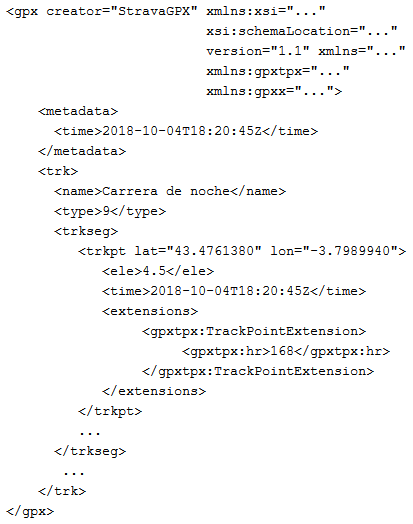 <gpx creator="StravaGPX" xmlns:xsi="..."
xsi:schemaLocation="..."
version="1.1" xmlns="..."
xmlns:gpxtpx="..."
xmlns:gpxx="...">
<metadata>
<time>2018-10-04T18:20:45Z</time>
</metadata>
<trk>
<name>Carrera de noche</name>
<type>9</type>
<trkseg>
<trkpt lat="43.4761380" lon="-3.7989940">
<ele>4.5</ele>
<time>2018-10-04T18:20:45Z</time>
<extensions>
<gpxtpx:TrackPointExtension>
<gpxtpx:hr>168</gpxtpx:hr>
</gpxtpx:TrackPointExtension>
</extensions>
</trkpt>
...
</trkseg>
...
</trk>
</gpx>